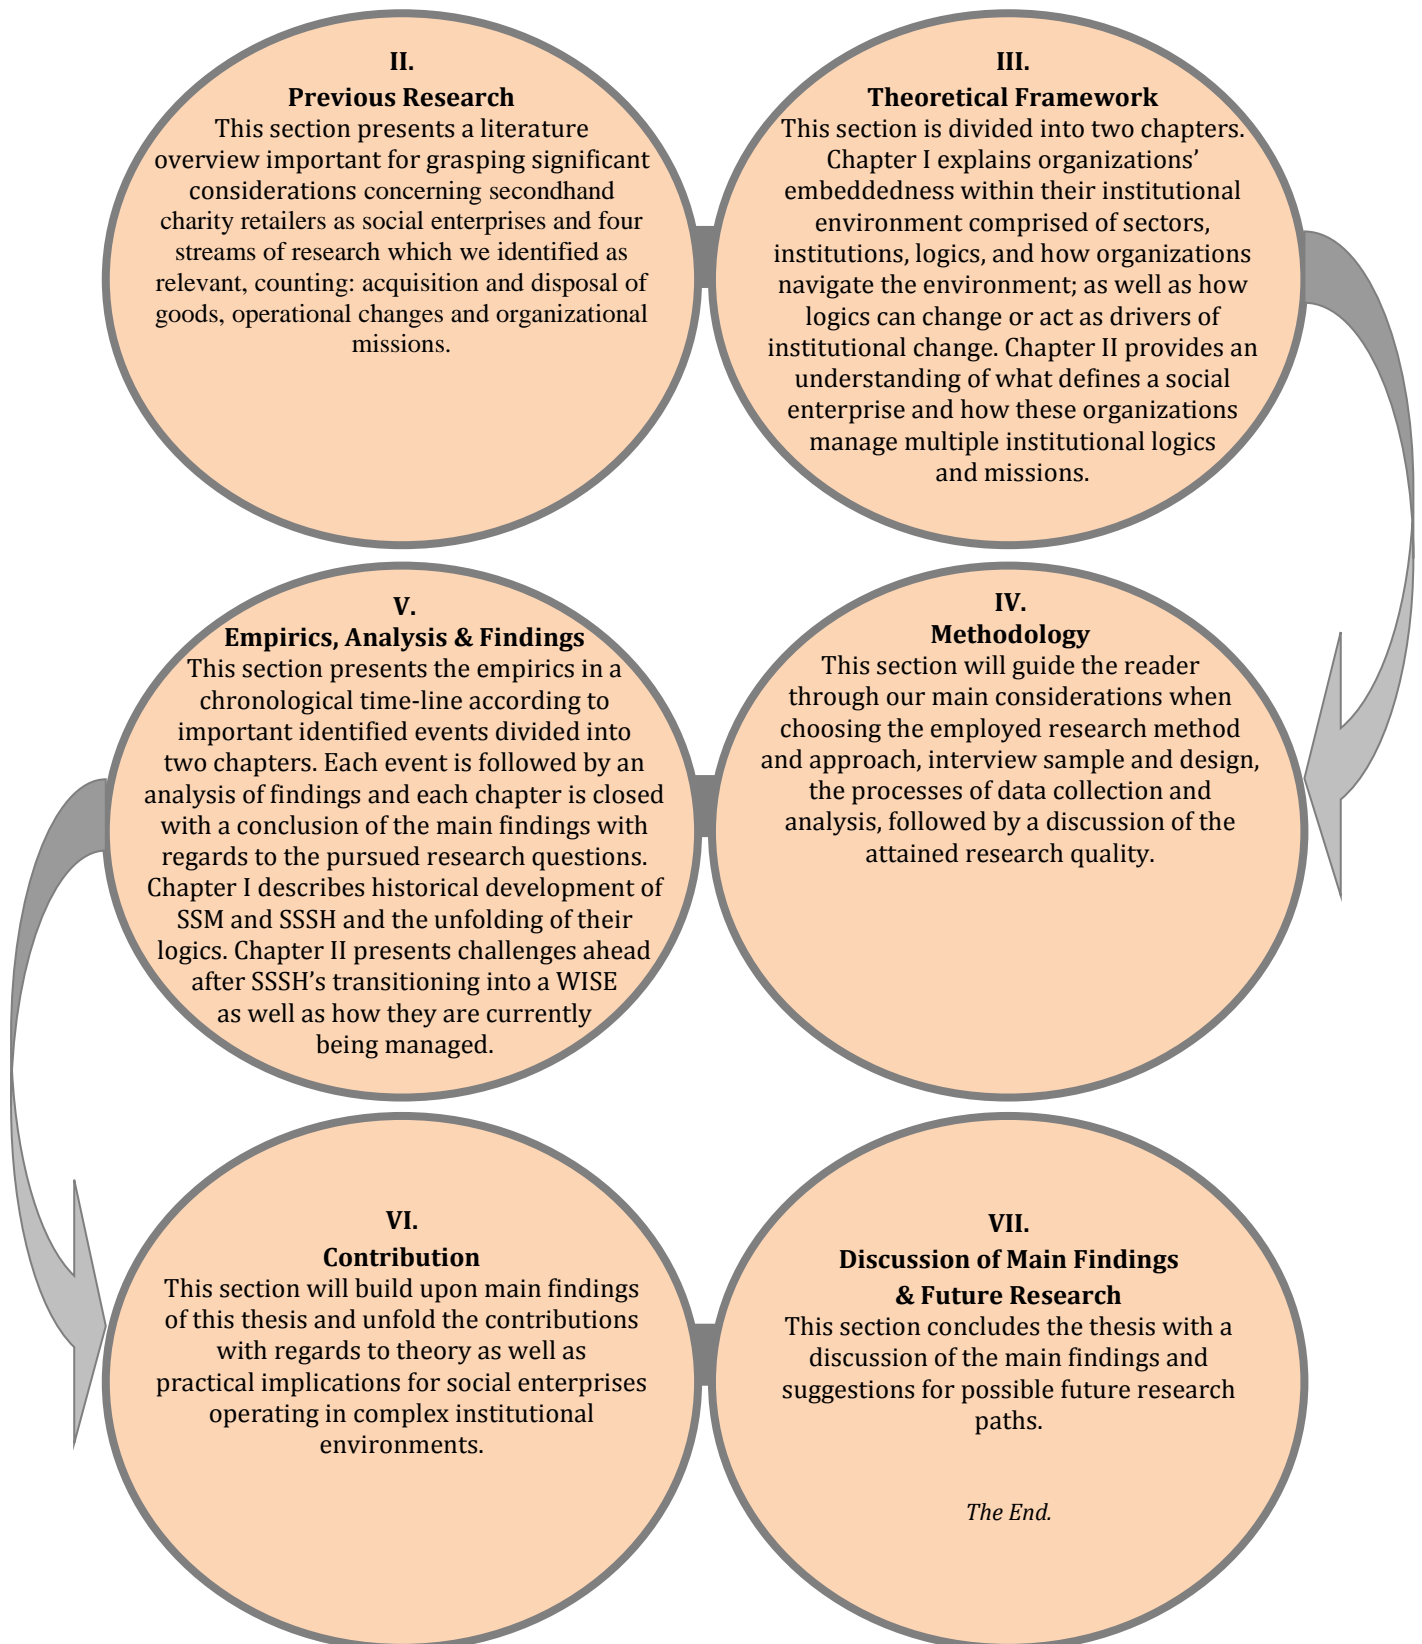 II.
Previous Research
This section presents a literature
overview important for grasping significant
considerations concerning secondhand
charity retailers as social enterprises and four
streams of research which we identified as
relevant, counting: acquisition and disposal of
goods, operational changes and organizational
missions.
III.
Theoretical Framework
This section is divided into two chapters.
Chapter I explains organizations’
embeddedness within their institutional
environment comprised of sectors,
institutions, logics, and how organizations
navigate the environment; as well as how
logics can change or act as drivers of
institutional change. Chapter II provides an
understanding of what defines a social
enterprise and how these organizations
manage multiple institutional logics
and missions.
IV.
Methodology
This section will guide the reader
through our main considerations when
choosing the employed research method
and approach, interview sample and design,
the processes of data collection and
analysis, followed by a discussion of the
attained research quality.
V.
Empirics, Analysis & Findings
This section presents the empirics in a
chronological time-line according to
important identified events divided into
two chapters. Each event is followed by an
analysis of findings and each chapter is closed
with a conclusion of the main findings with
regards to the pursued research questions.
Chapter I describes historical development of
SSM and SSSH and the unfolding of their
logics. Chapter II presents challenges ahead
after SSSH’s transitioning into a WISE
as well as how they are currently
being managed.
VI.
Contribution
This section will build upon main findings
of this thesis and unfold the contributions
with regards to theory as well as
practical implications for social enterprises
operating in complex institutional
environments.
VII.
Discussion of Main Findings
& Future Research
This section concludes the thesis with a
discussion of the main findings and
suggestions for possible future research
paths.
The End.